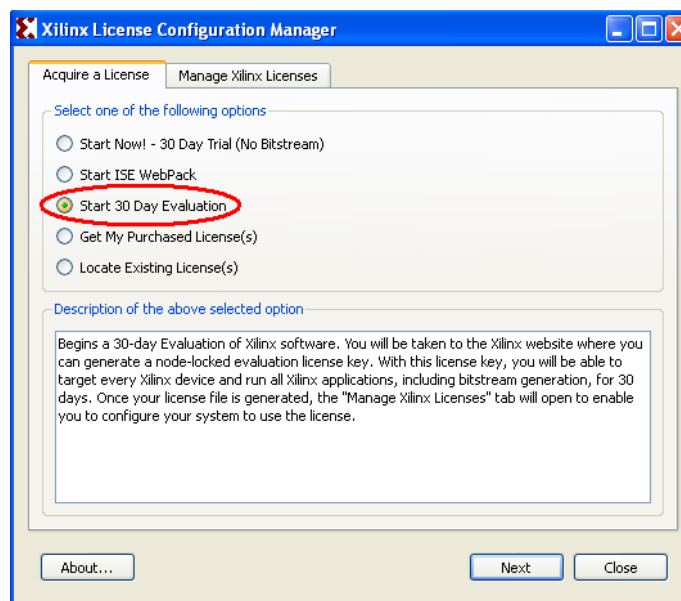 Xilinx License Configuration Manager
Acquire a License
Manage Xilinx Licenses
Select one of the following options
Start Now! - 30 Day Trial (No Bitstream)
Start ISE WebPack
Start 30 Day Evaluation
Get My Purchased License(s)
Locate Existing License(s)
Description of the above selected option
Begins a 30-day Evaluation of Xilinx software. You will be taken to the Xilinx website where you
can generate a node-locked evaluation license key. With this license key, you will be able to
target every Xilinx device and run all Xilinx applications, including bitstream generation, for 30
days. Once your license file is generated, the "Manage Xilinx Licenses" tab will open to enable
you to configure your system to use the license.
About...
Next
Close